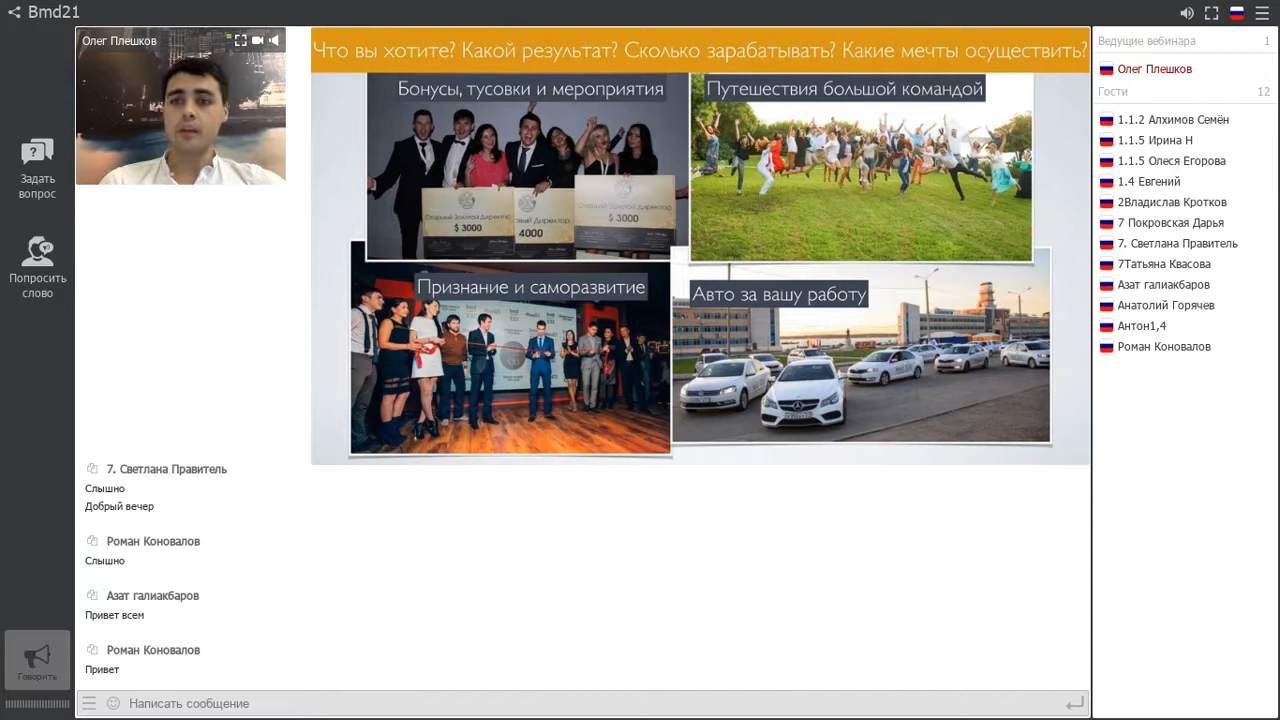 Bmd21
Олег Плешков
Задать
вопрос
Попросить
слово
Говорить
Что вы хотите? Какой результат? Сколько зарабатывать? Какие мечты осуществить?
Бонусы, тусовки и мероприятия
Путешествия большой командой
$ 3000
4000
$ 3000
Признание и саморазвитие
Авто за вашу работу
7. Светлана Правитель
Слышно
Добрый вечер
Роман Коновалов
Слышно
Азат галиакбаров
Привет всем
Роман Коновалов
Привет
Написать сообщение
Ведущие вебинара 1
Олег Плешков
Гости 12
1.1.2 Алхимов Семён
1.1.5 Ирина Н
1.1.5 Олеся Егорова
1.4 Евгений
2Владислав Кротков
7 Покровская Дарья
7. Светлана Правитель
7Татьяна Квасова
Азат галиакбаров
Анатолий Горячев
Антон1,4
Роман Коновалов